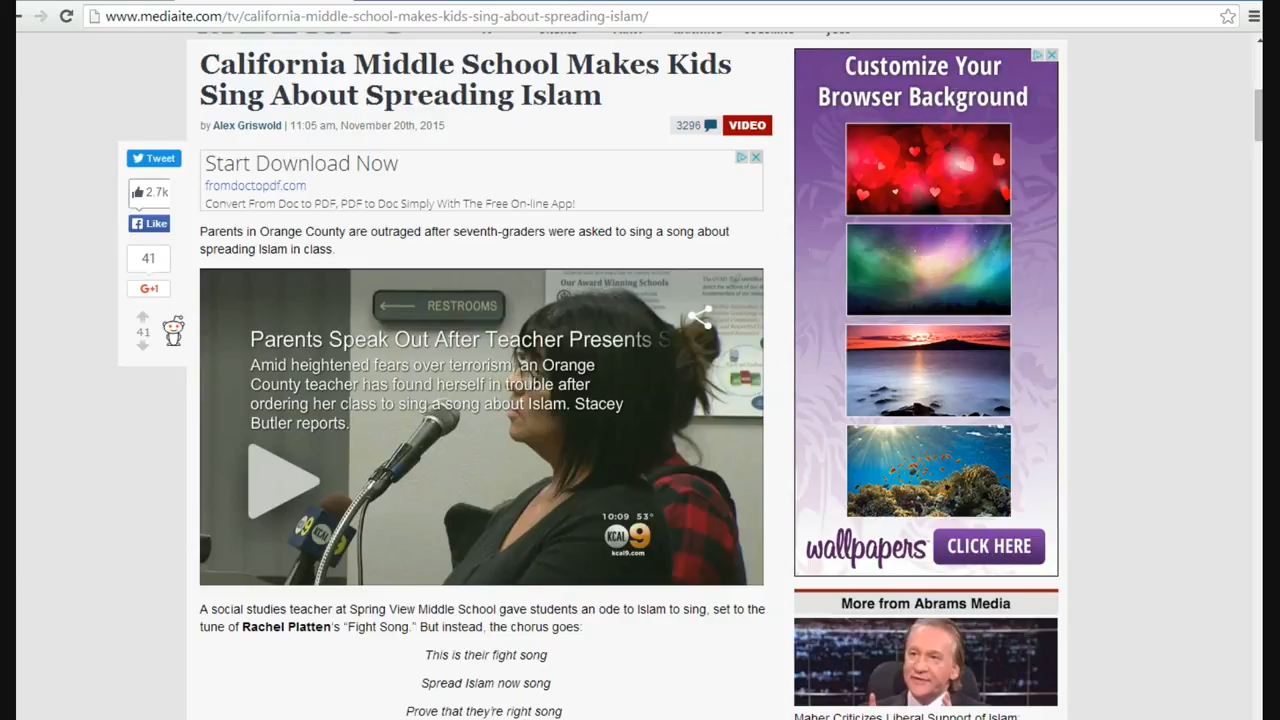 www.mediaite.com/tv/california-middle-school-makes-kids-sing-about-spreading-islam/
California Middle School Makes Kids
Sing About Spreading Islam
by Alex Griswold | 11:05 am, November 20th, 2015
3296
VIDEO
Tweet
2.7k
Like
41
G+1
41
Start Download Now
fromdoctopdf.com
Convert From Doc to PDF, PDF to Doc Simply With The Free On-line App!
Parents in Orange County are outraged after seventh-graders were asked to sing a song about
spreading Islam in class.
Our Award Winning Schools
RESTROOMS
Parents Speak Out After Teacher Presents S
Amid heightened fears over terrorism, an Orange
County teacher has found herself in trouble after
ordering her class to sing a song about Islam. Stacey
Butler reports.
10:09 53°
KCAL 9
kcal9.com
A social studies teacher at Spring View Middle School gave students an ode to Islam to sing, set to the
tune of Rachel Platten's “Fight Song.” But instead, the chorus goes:
This is their fight song
Spread Islam now song
Prove that they're right song
Customize Your
Browser Background
wallpapers
CLICK HERE
More from Abrams Media
Maher Criticizes Liberal Support of Islam: